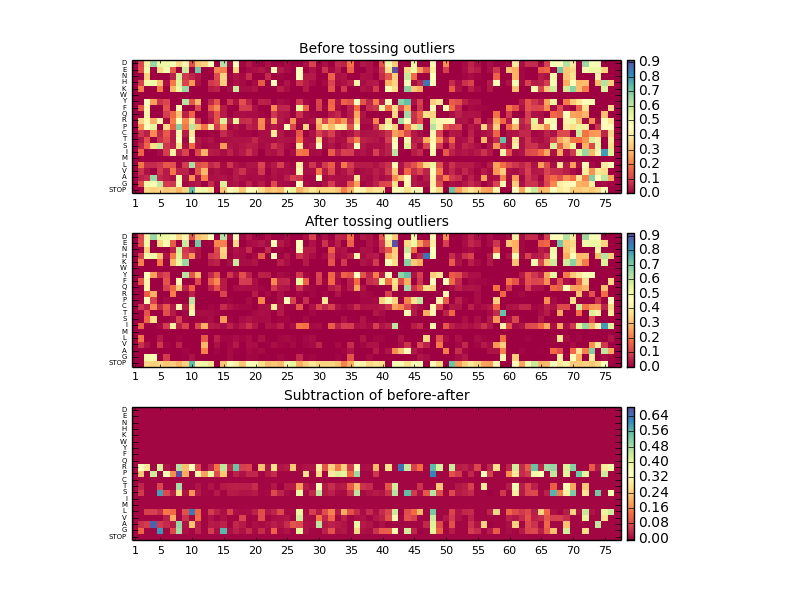 Before tossing outliers
D
E
N
H
K
W
Y
F
Q
R
P
C
T
S
I
M
L
V
A
G
STOP
1 5 10 15 20 25 30 35 40 45 50 55 60 65 70 75
0.9
0.8
0.7
0.6
0.5
0.4
0.3
0.2
0.1
0.0
After tossing outliers
D
E
N
H
K
W
Y
F
Q
R
P
C
T
S
I
M
L
V
A
G
STOP
1 5 10 15 20 25 30 35 40 45 50 55 60 65 70 75
0.9
0.8
0.7
0.6
0.5
0.4
0.3
0.2
0.1
0.0
Subtraction of before-after
D
E
N
H
K
W
Y
F
Q
R
P
C
T
S
I
M
L
V
A
G
STOP
1 5 10 15 20 25 30 35 40 45 50 55 60 65 70 75
0.64
0.56
0.48
0.40
0.32
0.24
0.16
0.08
0.00